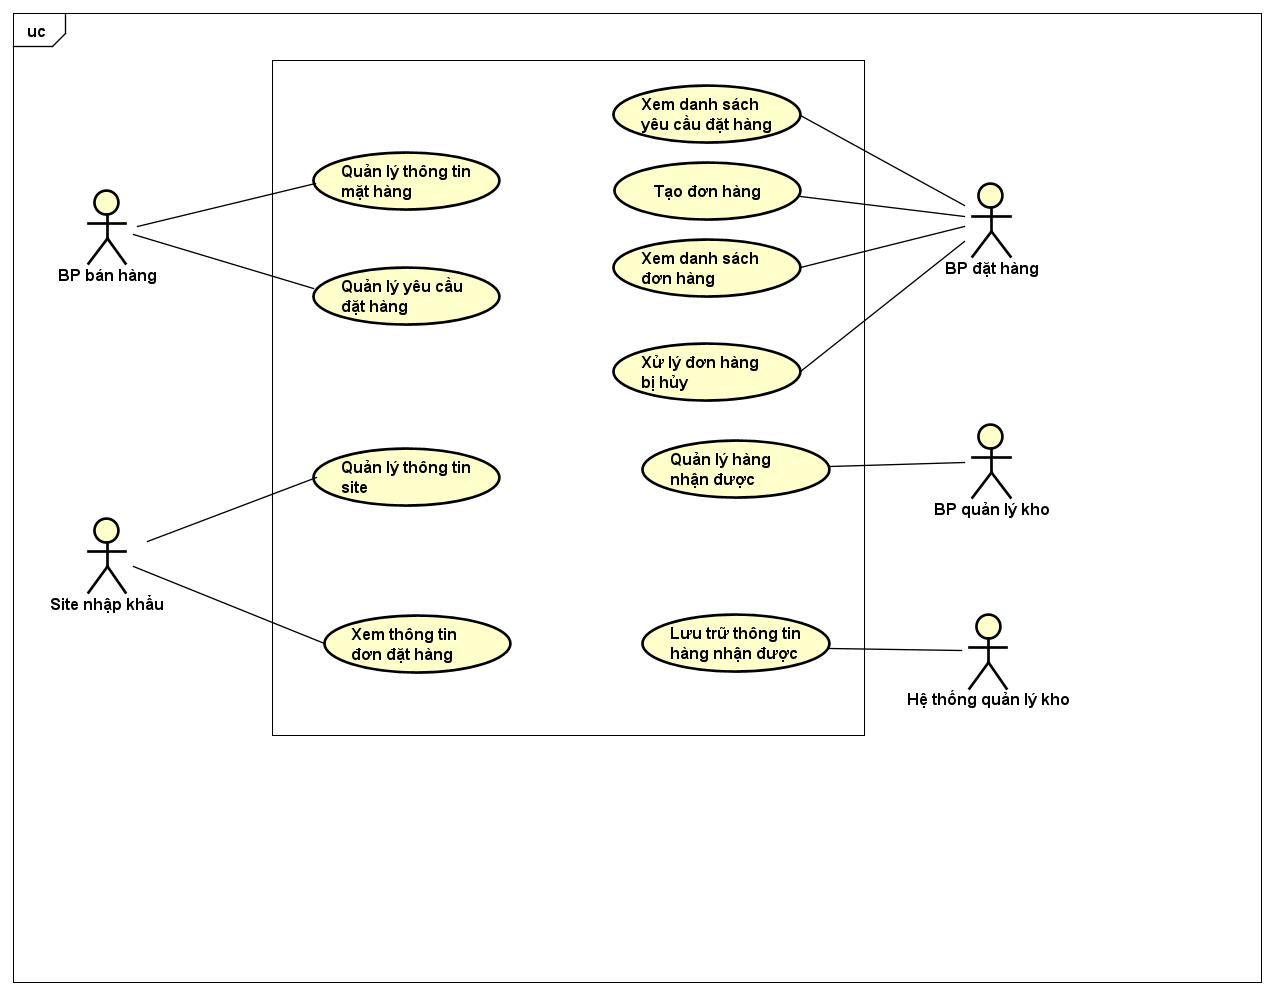 uc
Xem danh sách
yêu cầu đặt hàng
Quản lý thông tin
mặt hàng
Tạo đơn hàng
BP bán hàng
Xem danh sách
đơn hàng
BP đặt hàng
Quản lý yêu cầu
đặt hàng
Xử lý đơn hàng
bị hủy
Quản lý thông tin
site
Quản lý hàng
nhận được
BP quản lý kho
Site nhập khẩu
Xem thông tin
đơn đặt hàng
Lưu trữ thông tin
hàng nhận được
Hệ thống quản lý kho